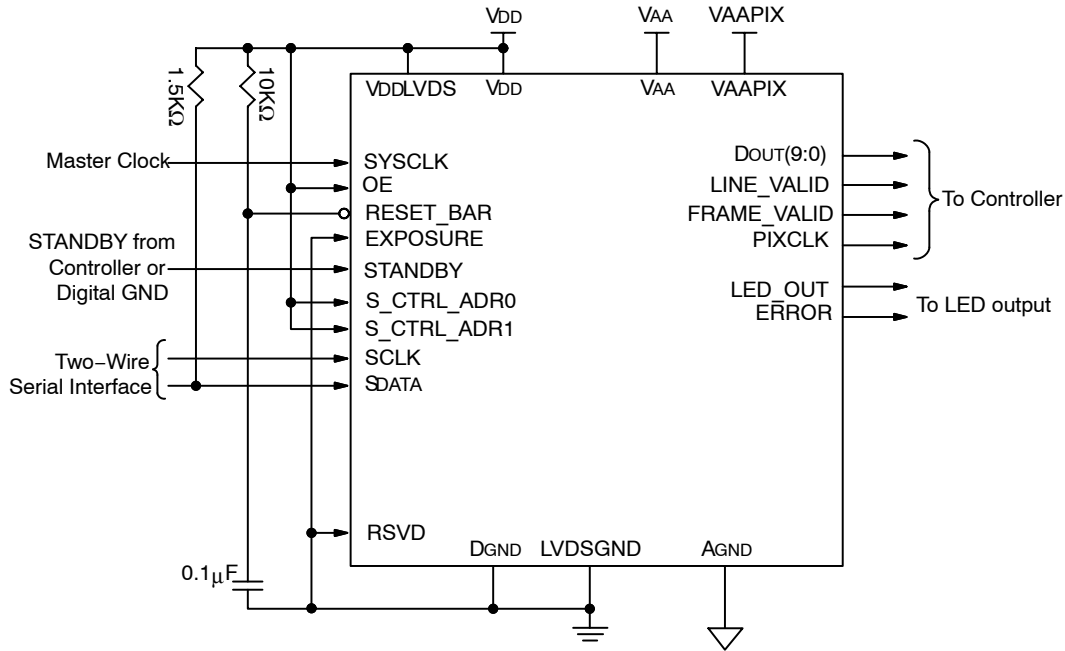 VDD
VAA
VAAPIX
1.5KΩ
10KΩ
VDDLVDS
VDD
VAA
VAAPIX
Master Clock
SYSCLK
OE
RESET_BAR
EXPOSURE
STANDBY from
Controller or
Digital GND
STANDBY
S_CTRL_ADR0
S_CTRL_ADR1
Two−Wire
Serial Interface
SCLK
SDATA
RSVD
0.1μF
DGND
LVDSGND
AGND
DOUT(9:0)
LINE_VALID
FRAME_VALID
PIXCLK
To Controller
LED_OUT
ERROR
To LED output